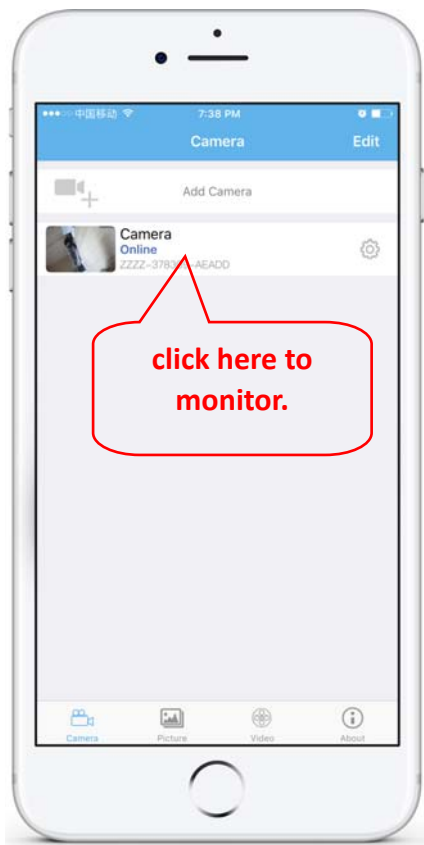 中国移动 7:38 PM
Camera Edit
Add Camera
Camera
Online
click here to
monitor.
Camera Picture Video About